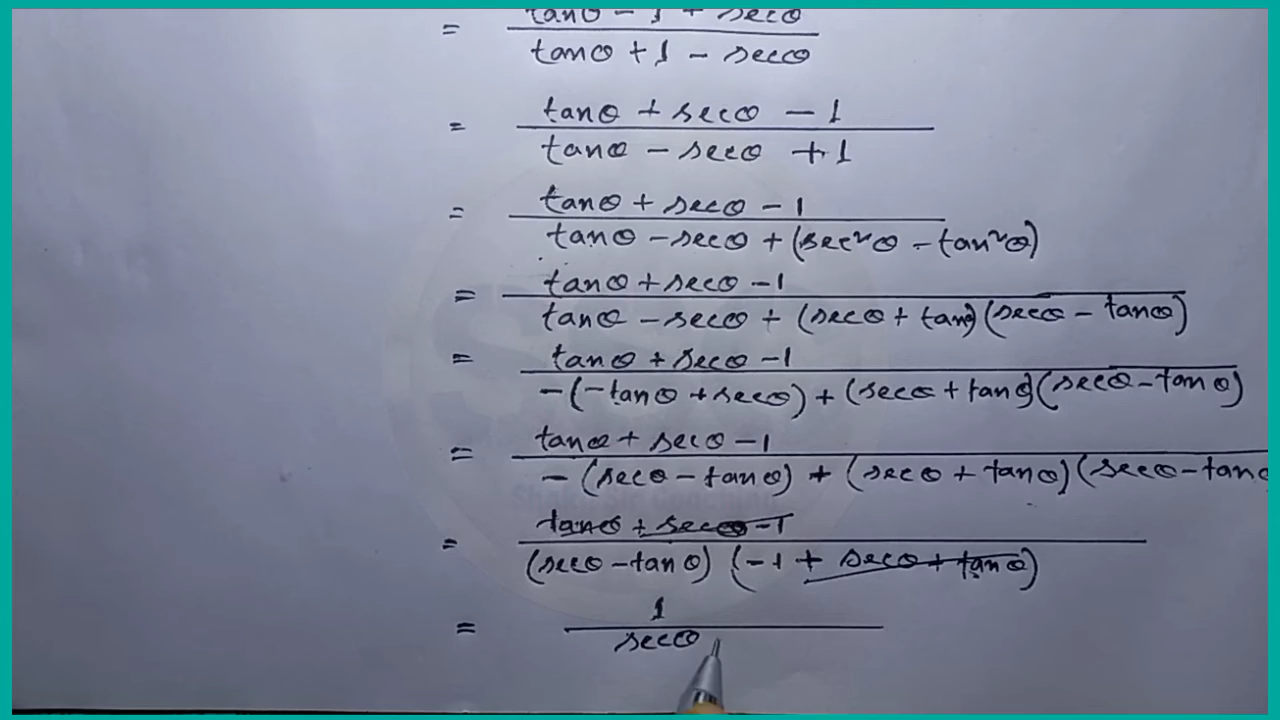 = tanθ - 1 + secθ / tanθ + 1 - secθ
= tanθ + secθ - 1 / tanθ - secθ + 1
= tanθ + secθ - 1 / tanθ - secθ + (sec²θ - tan²θ)
= tanθ + secθ - 1 / tanθ - secθ + (secθ + tanθ)(secθ - tanθ)
= tanθ + secθ - 1 / -(-tanθ + secθ) + (secθ + tanθ)(secθ - tanθ)
= tanθ + secθ - 1 / -(secθ - tanθ) + (secθ + tanθ)(secθ - tanθ
= tanθ + secθ - 1 / (secθ - tanθ)(-1 + secθ + tanθ)
= 1 / secθ